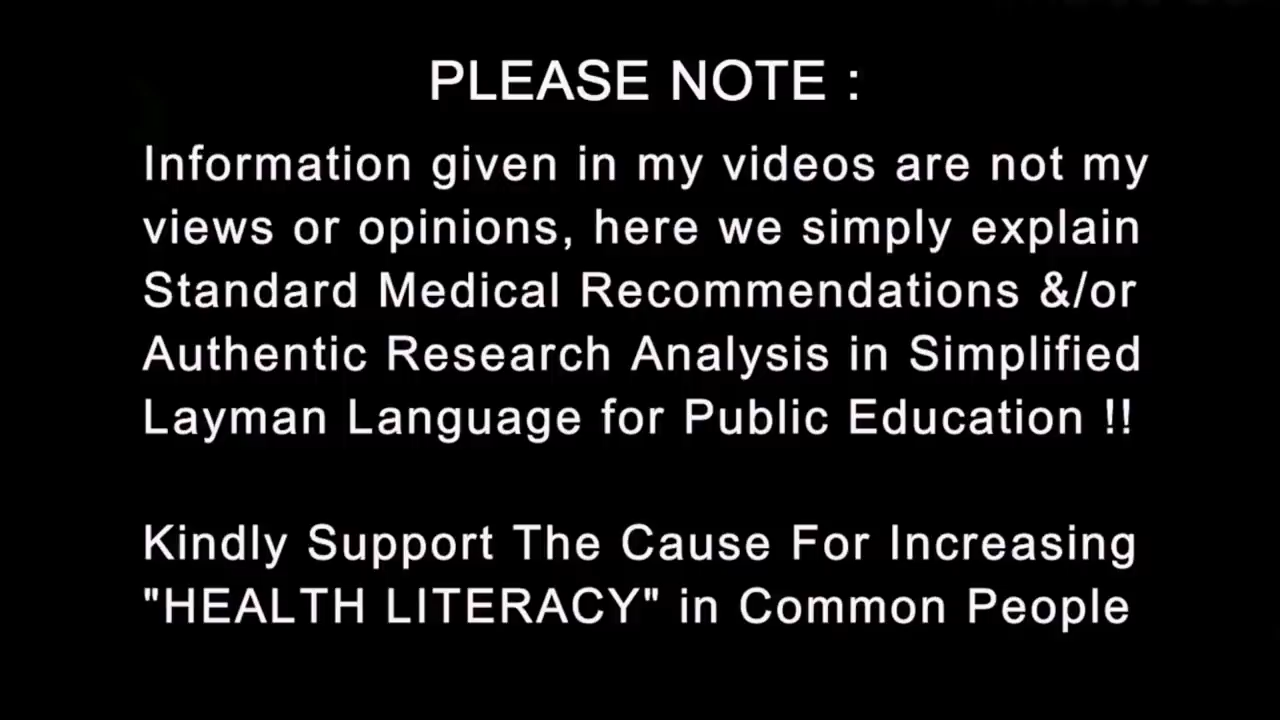 PLEASE NOTE :
Information given in my videos are not my
views or opinions, here we simply explain
Standard Medical Recommendations &/or
Authentic Research Analysis in Simplified
Layman Language for Public Education !!
Kindly Support The Cause For Increasing
"HEALTH LITERACY" in Common People